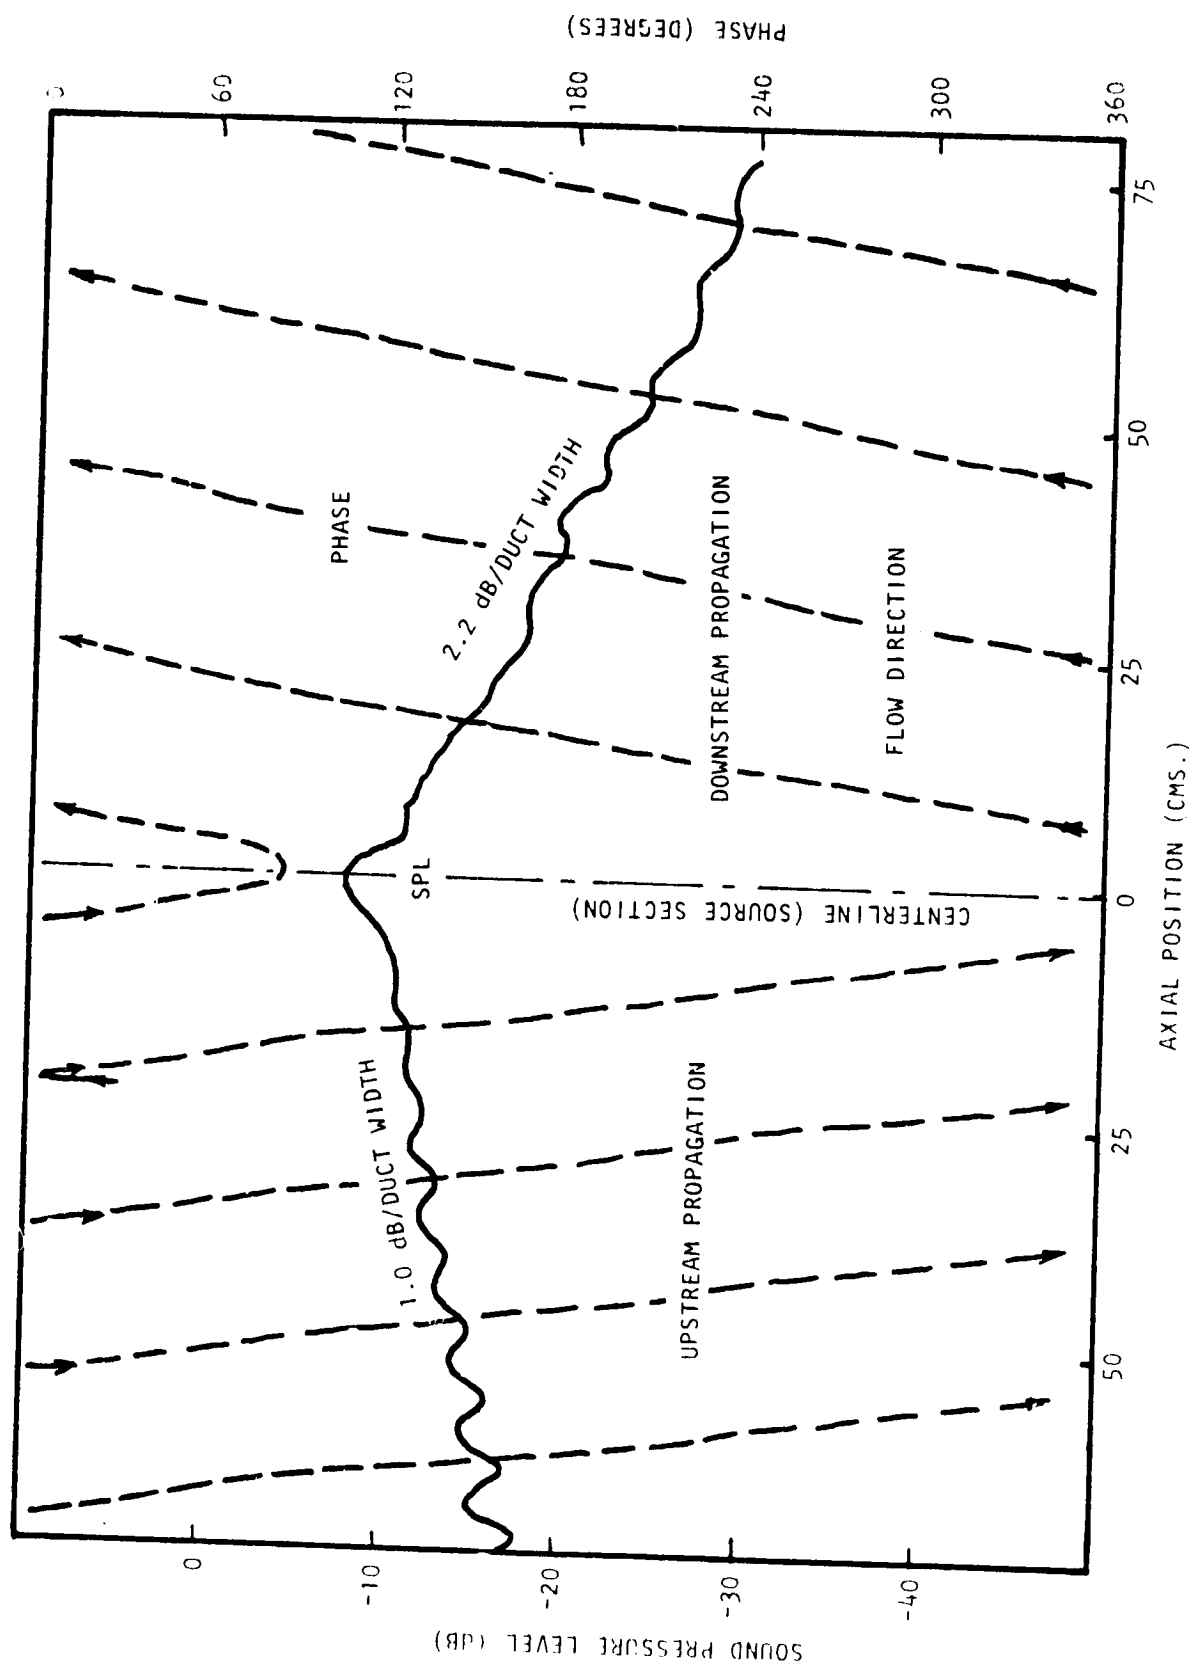 SOUND PRESSURE LEVEL (dB)
0
-10
-20
-30
-40
PHASE (DEGREES)
0
60
120
180
240
300
360
1.0 dB/DUCT WIDTH
2.2 dB/DUCT WIDTH
PHASE
SPL
UPSTREAM PROPAGATION
DOWNSTREAM PROPAGATION
FLOW DIRECTION
CENTERLINE (SOURCE SECTION)
50
25
0
25
50
75
AXIAL POSITION (CMS.)